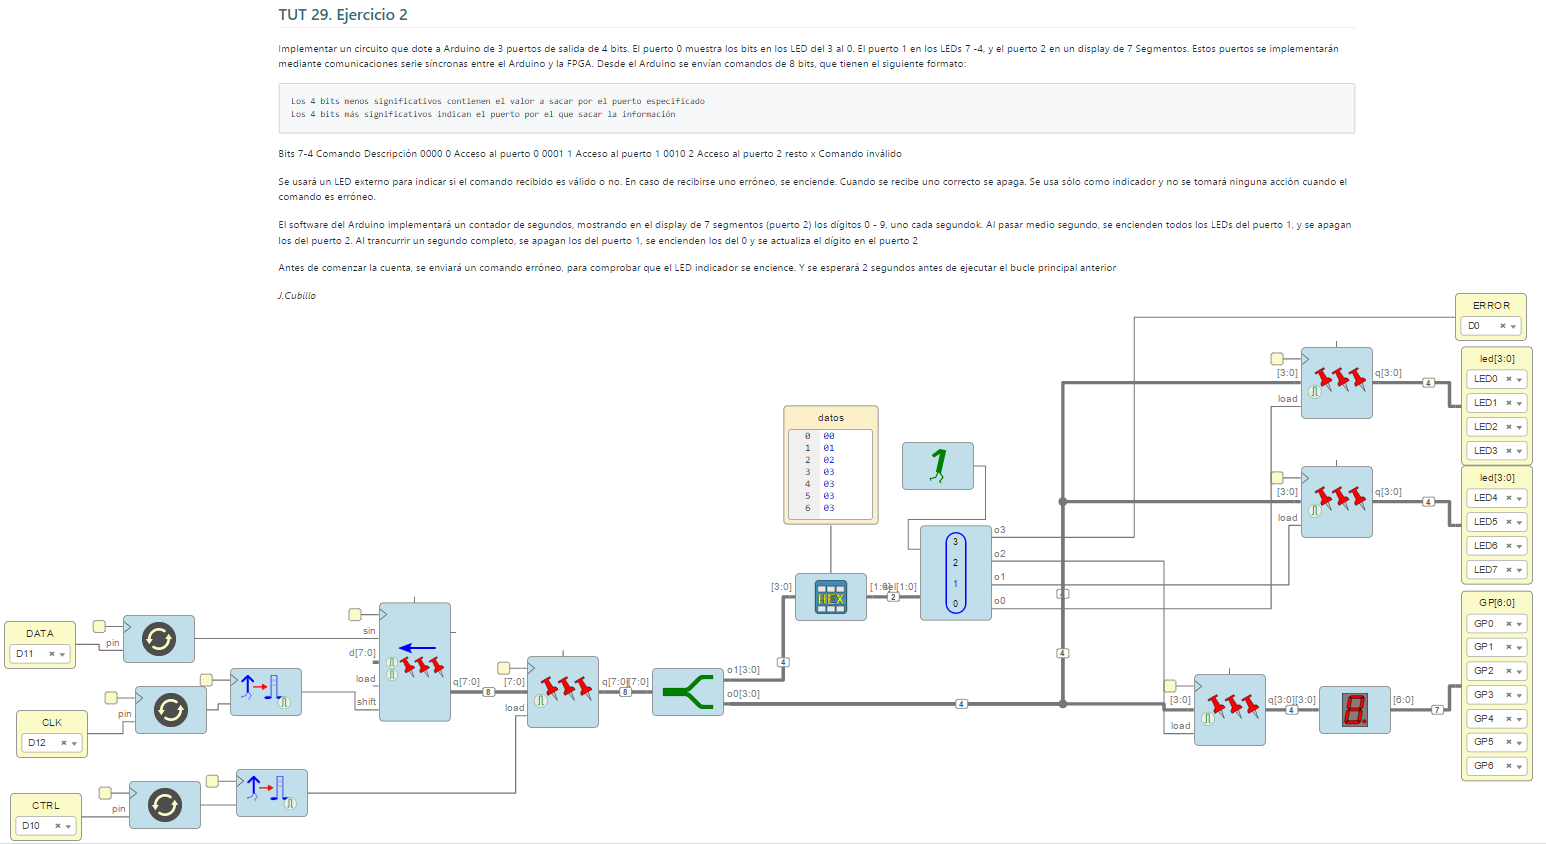 TUT 29. Ejercicio 2
Implementar un circuito que dote a Arduino de 3 puertos de salida de 4 bits. El puerto 0 muestra los bits en los LED del 3 al 0. El puerto 1 en los LEDs 7 -4, y el puerto 2 en un display de 7 Segmentos. Estos puertos se implementarán
mediante comunicaciones serie síncronas entre el Arduino y la FPGA. Desde el Arduino se envían comandos de 8 bits, que tienen el siguiente formato:
Los 4 bits menos significativos contienen el valor a sacar por el puerto especificado
Los 4 bits más significativos indican el puerto por el que sacar la información
Bits 7-4 Comando Descripción 0000 0 Acceso al puerto 0 0001 1 Acceso al puerto 1 0010 2 Acceso al puerto 2 resto x Comando inválido
Se usará un LED externo para indicar si el comando recibido es válido o no. En caso de recibirse uno erróneo, se enciende. Cuando se recibe uno correcto se apaga. Se usa sólo como indicador y no se tomará ninguna acción cuando el
comando es erróneo.
El software del Arduino implementará un contador de segundos, mostrando en el display de 7 segmentos (puerto 2) los dígitos 0 - 9, uno cada segundok. Al pasar medio segundo, se encienden todos los LEDs del puerto 1, y se apagan
los del puerto 2. Al trancurrir un segundo completo, se apagan los del puerto 1, se encienden los del 0 y se actualiza el dígito en el puerto 2
Antes de comenzar la cuenta, se enviará un comando erróneo, para comprobar que el LED indicador se encience. Y se esperará 2 segundos antes de ejecutar el bucle principal anterior
J.Cubillo
ERROR
D0
led[3:0]
LED0
LED1
LED2
LED3
[3:0]
load
q[3:0]
4
led[3:0]
LED4
LED5
LED6
LED7
[3:0]
load
q[3:0]
4
datos
0 00
1 01
2 02
3 03
4 03
5 03
6 03
1
o3
o2
o1
o0
3
2
1
0
[3:0]
HEX
2
4
4
4
GP[6:0]
GP0
GP1
GP2
GP3
GP4
GP5
GP6
DATA
D11
pin
sin
d[7:0]
load
shift
q[7:0]
8
[7:0]
load
8
o1[3:0]
o0[3:0]
4
[3:0]
load
q[3:0]
[3:0]
4
8.
[6:0]
7
CLK
D12
pin
CTRL
D10
pin